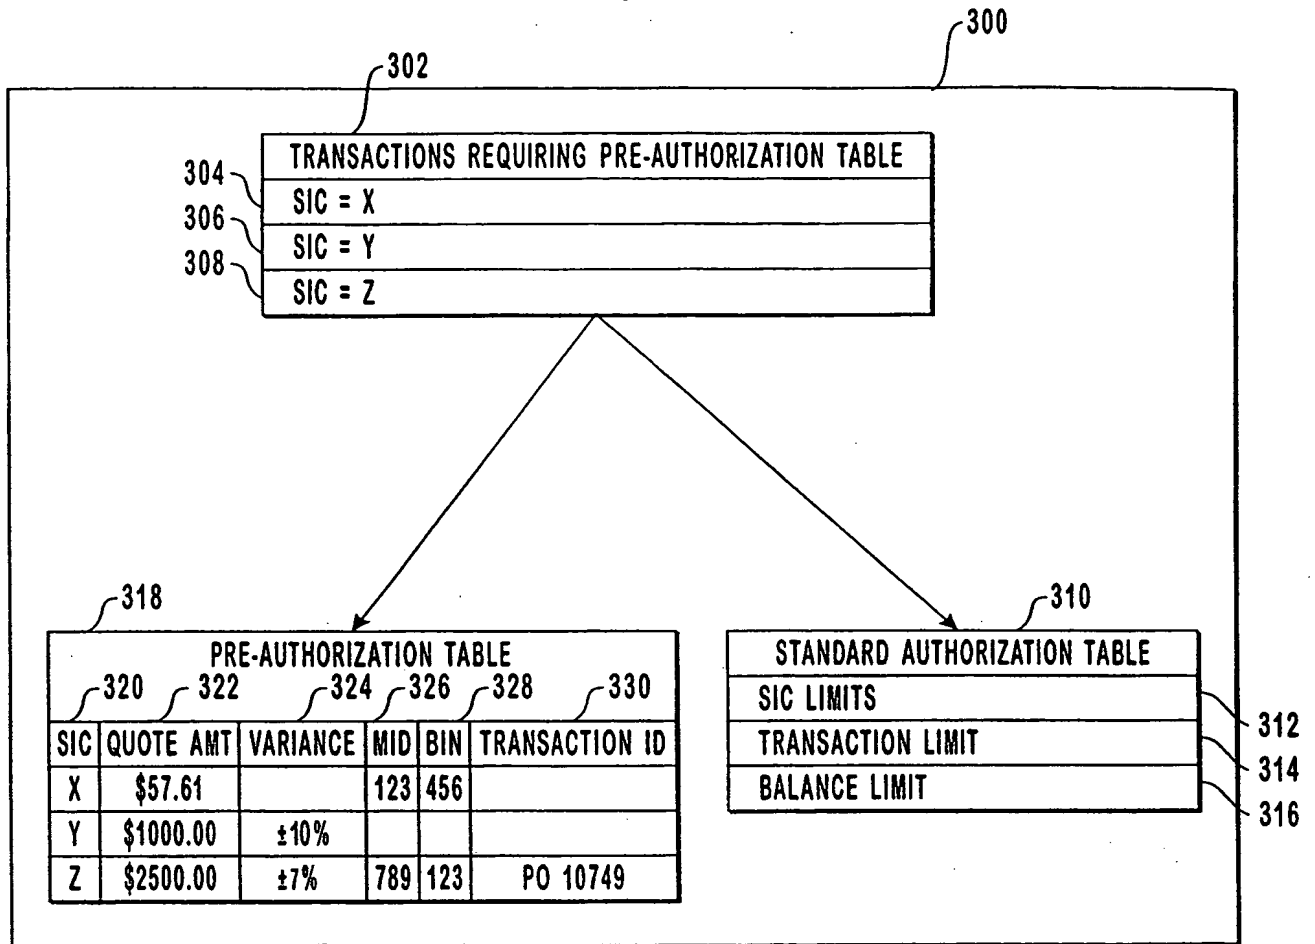 300
302
TRANSACTIONS REQUIRING PRE-AUTHORIZATION TABLE
304
SIC = X
306
SIC = Y
308
SIC = Z
318
PRE-AUTHORIZATION TABLE
320 322 324 326 328 330
SIC QUOTE AMT VARIANCE MID BIN TRANSACTION ID
X $57.61 123 456
Y $1000.00 ±10%
Z $2500.00 ±7% 789 123 PO 10749
310
STANDARD AUTHORIZATION TABLE
SIC LIMITS
312
TRANSACTION LIMIT
314
BALANCE LIMIT
316